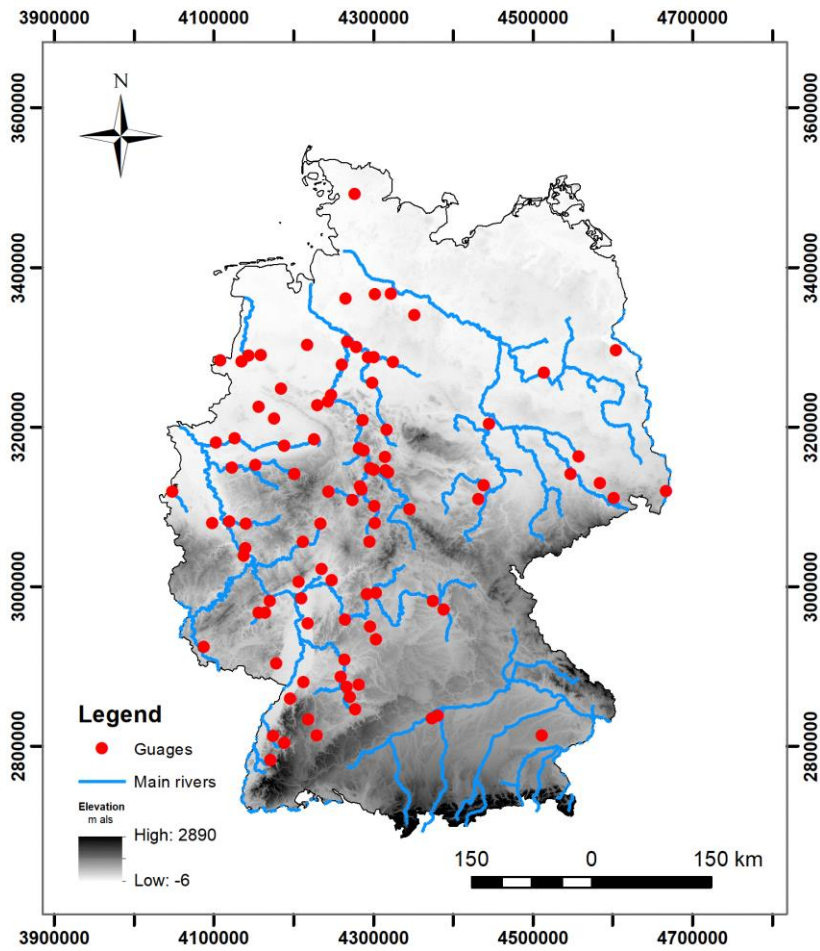 3900000 4100000 4300000 4500000 4700000
N
3600000 3600000
3400000 3400000
3200000 3200000
3000000 3000000
2800000 2800000
Legend
Guages
Main rivers
Elevation
m als
High: 2890
Low: -6
150 0 150 km
3900000 4100000 4300000 4500000 4700000